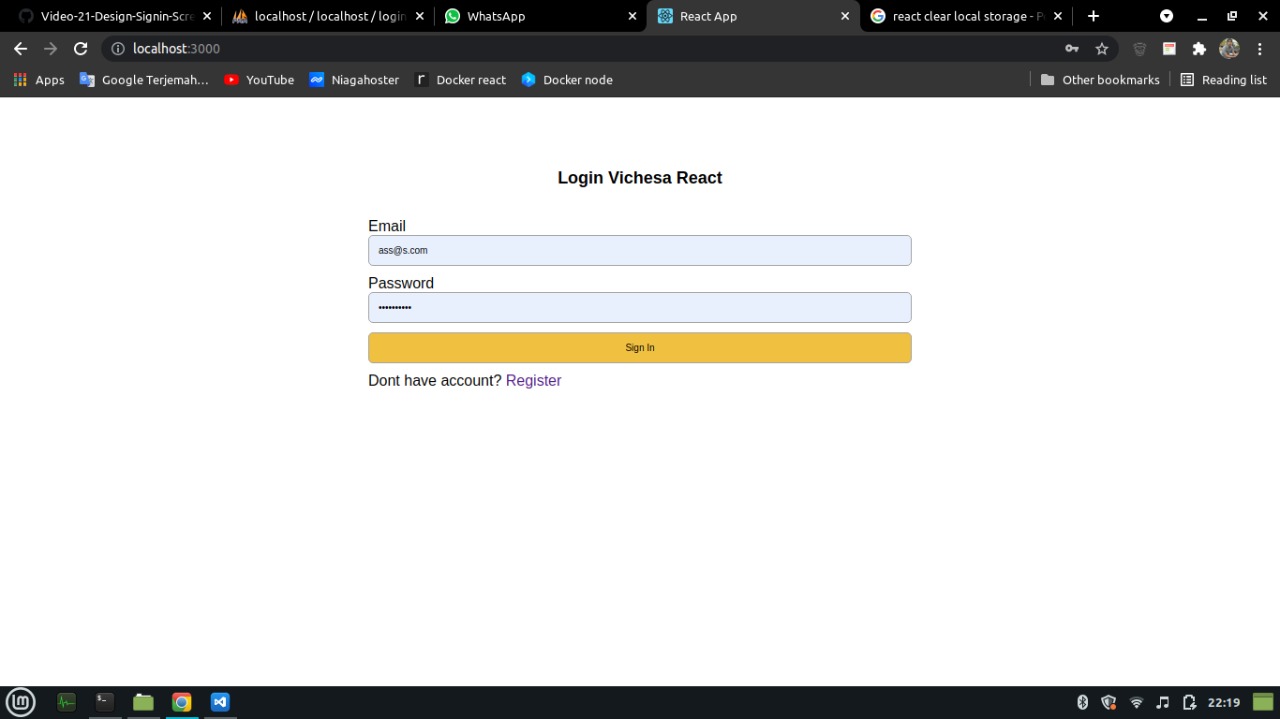 Video-21-Design-Signin-Scre
localhost / localhost / login
WhatsApp
React App
react clear local storage - P
localhost:3000
Apps
Google Terjemah...
YouTube
Niagahoster
Docker react
Docker node
Other bookmarks
Reading list
Login Vichesa React
Email
ass@s.com
Password
••••••••••
Sign In
Dont have account? Register
22:19